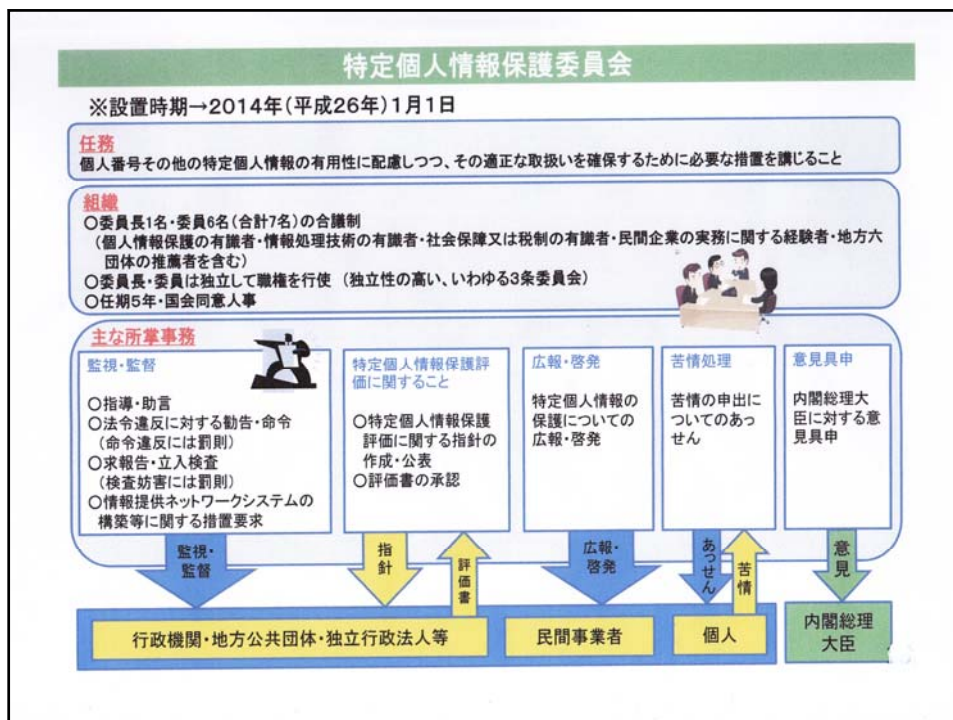 特定個人情報保護委員会
※設置時期→2014年(平成26年)1月1日
任務
個人番号その他の特定個人情報の有用性に配慮しつつ、その適正な取扱いを確保するために必要な措置を講じること
組織
○委員長1名・委員6名(合計7名)の合議制
(個人情報保護の有識者・情報処理技術の有識者・社会保障又は税制の有識者・民間企業の実務に関する経験者・地方六
団体の推薦者を含む)
○委員長・委員は独立して職権を行使 (独立性の高い、いわゆる3条委員会)
○任期5年・国会同意人事
主な所掌事務
監視・監督
○指導・助言
○法令違反に対する勧告・命令
(命令違反には罰則)
○求報告・立入検査
(検査妨害には罰則)
○情報提供ネットワークシステムの
構築等に関する措置要求
特定個人情報保護評
価に関すること
○特定個人情報保護
評価に関する指針の
作成・公表
○評価書の承認
広報・啓発
特定個人情報の
保護についての
広報・啓発
苦情処理
苦情の申出に
ついてのあっ
せん
意見具申
内閣総理大
臣に対する意
見具申
監視・
監督
指針
評価書
広報・
啓発
あっせん
苦情
意見
行政機関・地方公共団体・独立行政法人等
民間事業者
個人
内閣総理
大臣